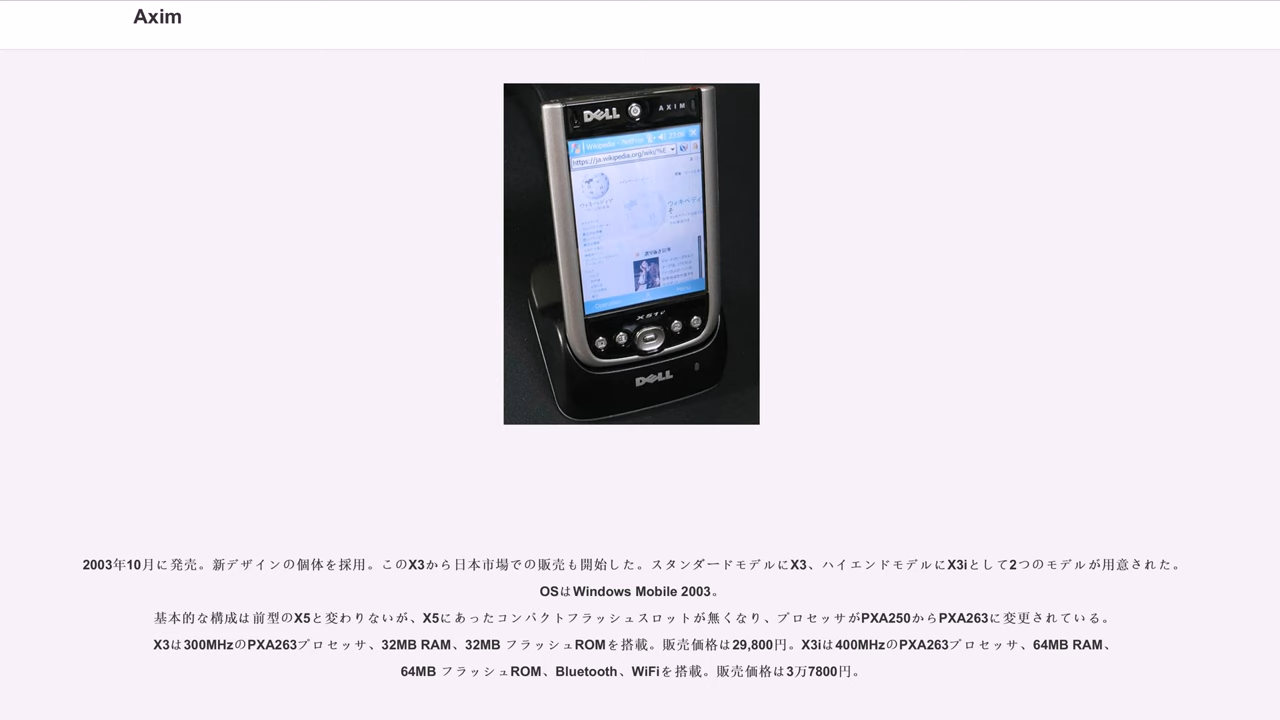 Axim
DELL
AXIM
Wikipedia
https://ja.wikipedia.org/wiki/%E
X51v
DELL
2003年10月に発売。新デザインの個体を採用。このX3から日本市場での販売も開始した。スタンダードモデルにX3、ハイエンドモデルにX3iとして2つのモデルが用意された。
OSはWindows Mobile 2003。
基本的な構成は前型のX5と変わりないが、X5にあったコンパクトフラッシュスロットが無くなり、プロセッサがPXA250からPXA263に変更されている。
X3は300MHzのPXA263プロセッサ、32MB RAM、32MB フラッシュROMを搭載。販売価格は29,800円。X3iは400MHzのPXA263プロセッサ、64MB RAM、
64MB フラッシュROM、Bluetooth、WiFiを搭載。販売価格は3万7800円。